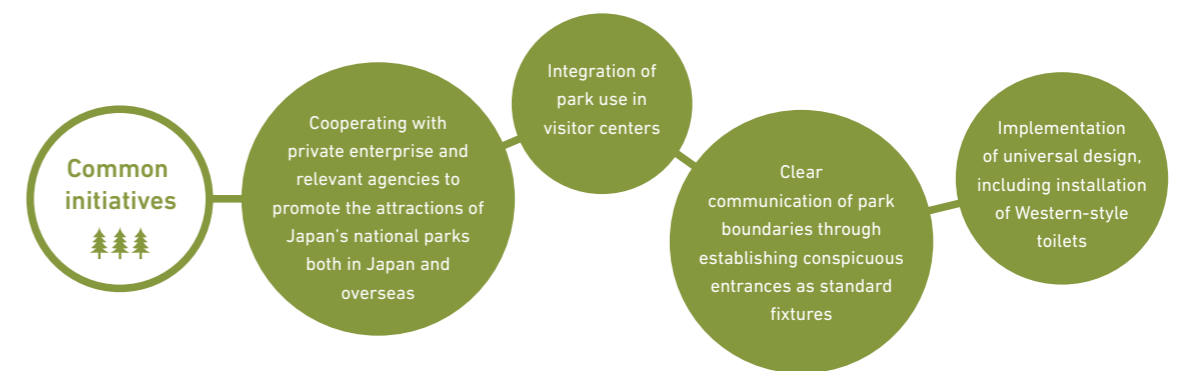 Common
initiatives
Cooperating with
private enterprise and
relevant agencies to
promote the attractions of
Japan's national parks
both in Japan and
overseas
Integration of
park use in
visitor centers
Clear
communication of park
boundaries through
establishing conspicuous
entrances as standard
fixtures
Implementation
of universal design,
including installation
of Western-style
toilets